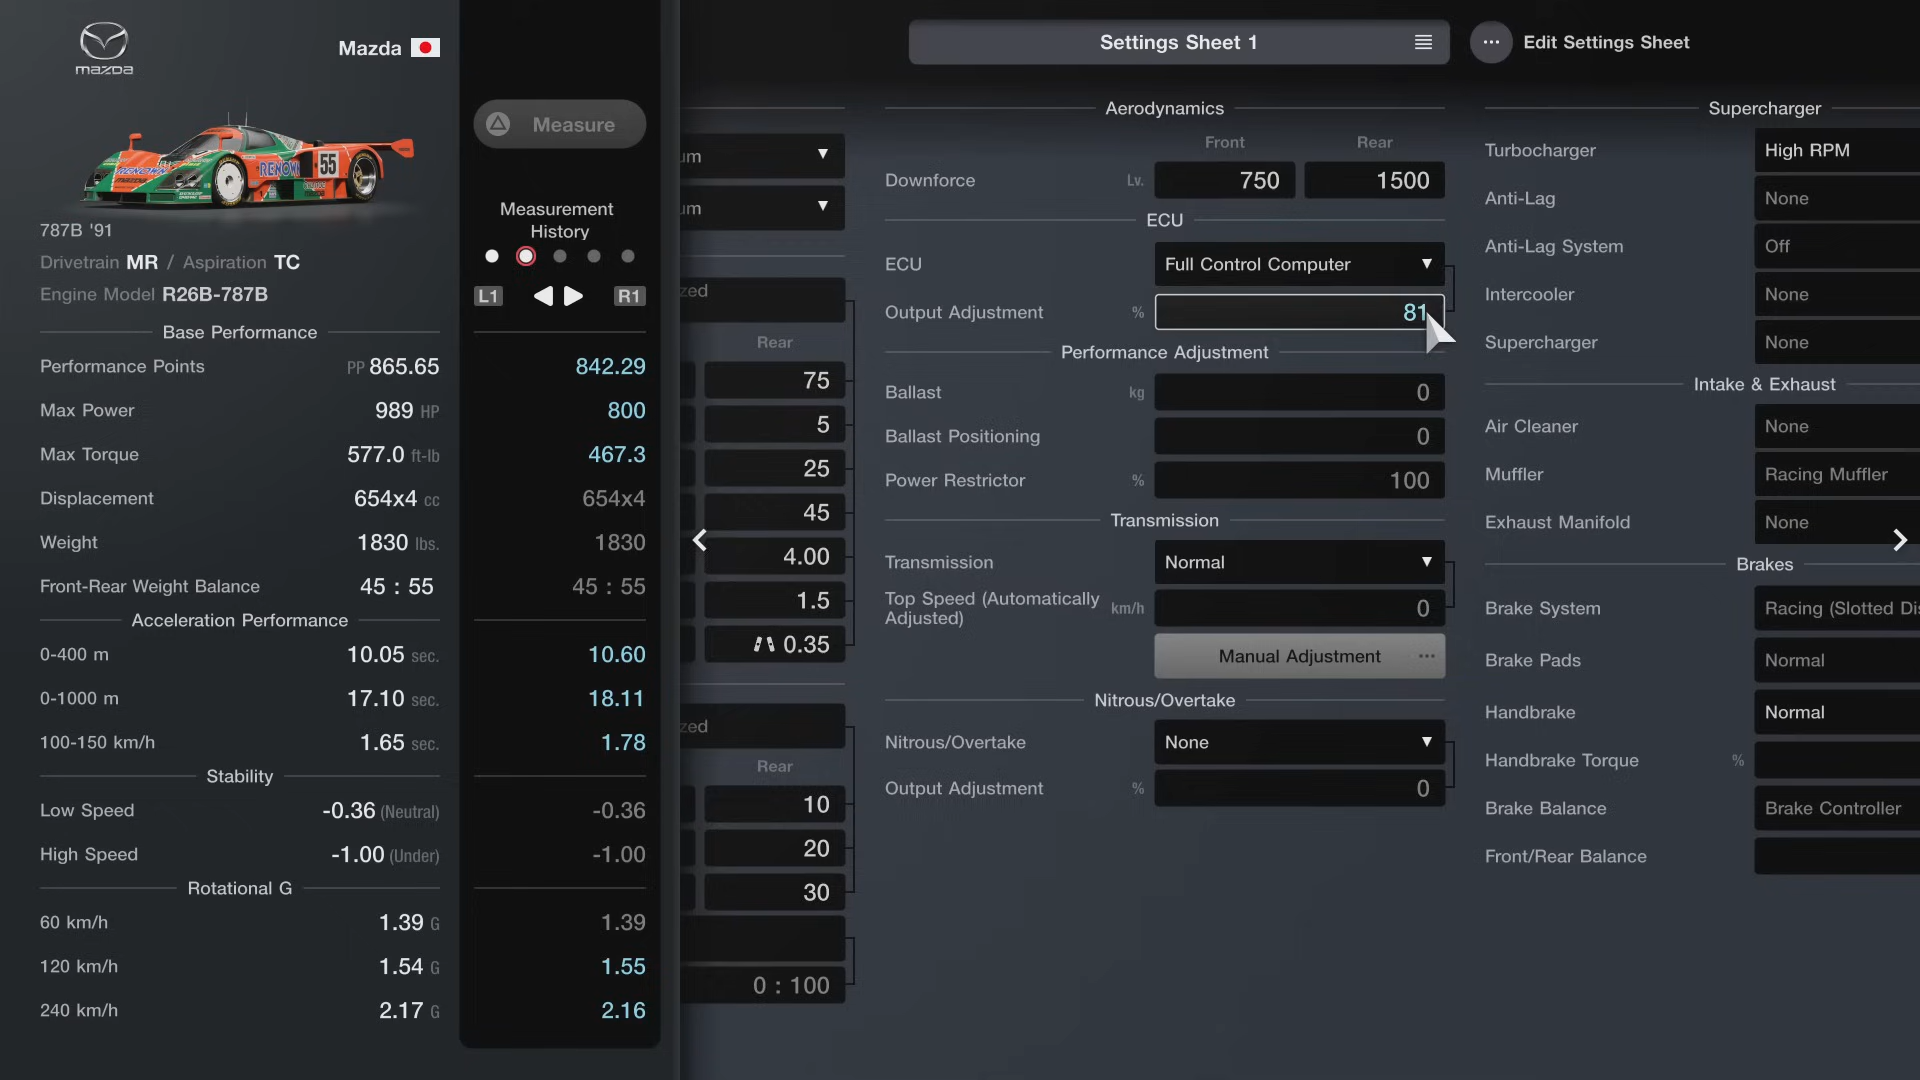 mazda
Mazda
RENOWN
RENOWN
55
787B '91
Drivetrain MR / Aspiration TC
Engine Model R26B-787B
Base Performance
Performance Points PP 865.65
Max Power 989 HP
Max Torque 577.0 ft-lb
Displacement 654x4 cc
Weight 1830 lbs.
Front-Rear Weight Balance 45 : 55
Acceleration Performance
0-400 m 10.05 sec.
0-1000 m 17.10 sec.
100-150 km/h 1.65 sec.
Stability
Low Speed -0.36 (Neutral)
High Speed -1.00 (Under)
Rotational G
60 km/h 1.39 G
120 km/h 1.54 G
240 km/h 2.17 G
Measure
Measurement
History
L1 R1
842.29
800
467.3
654x4
1830
45 : 55
10.60
18.11
1.78
-0.36
-1.00
1.39
1.55
2.16
Settings Sheet 1
Edit Settings Sheet
um
um
zed
Rear
75
5
25
45
4.00
1.5
0.35
zed
Rear
10
20
30
0 : 100
Aerodynamics
Front Rear
Downforce Lv. 750 1500
ECU
ECU Full Control Computer
Output Adjustment % 81
Performance Adjustment
Ballast kg 0
Ballast Positioning 0
Power Restrictor % 100
Transmission
Transmission Normal
Top Speed (Automatically
Adjusted) km/h 0
Manual Adjustment
Nitrous/Overtake
Nitrous/Overtake None
Output Adjustment % 0
Supercharger
Turbocharger High RPM
Anti-Lag None
Anti-Lag System Off
Intercooler None
Supercharger None
Intake & Exhaust
Air Cleaner None
Muffler Racing Muffler
Exhaust Manifold None
Brakes
Brake System Racing (Slotted Dis
Brake Pads Normal
Handbrake Normal
Handbrake Torque %
Brake Balance Brake Controller
Front/Rear Balance